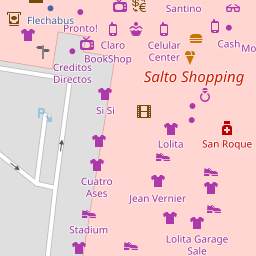 Santino
Flechabus
Pronto!
Claro
Celular
Center
Cash
Mo
BookShop
Creditos
Directos
Salto Shopping
Si Si
P
Lolita
San Roque
Cuatro
Ases
Jean Vernier
Stadium
Lolita Garage
Sale